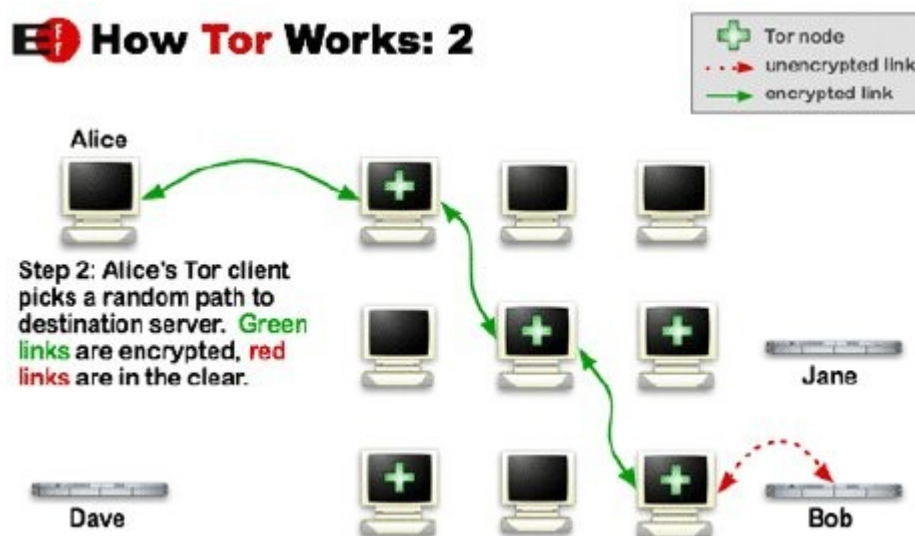 EFF How Tor Works: 2
Tor node
unencrypted link
encrypted link
Alice
Step 2: Alice's Tor client
picks a random path to
destination server. Green
links are encrypted, red
links are in the clear.
Jane
Dave
Bob